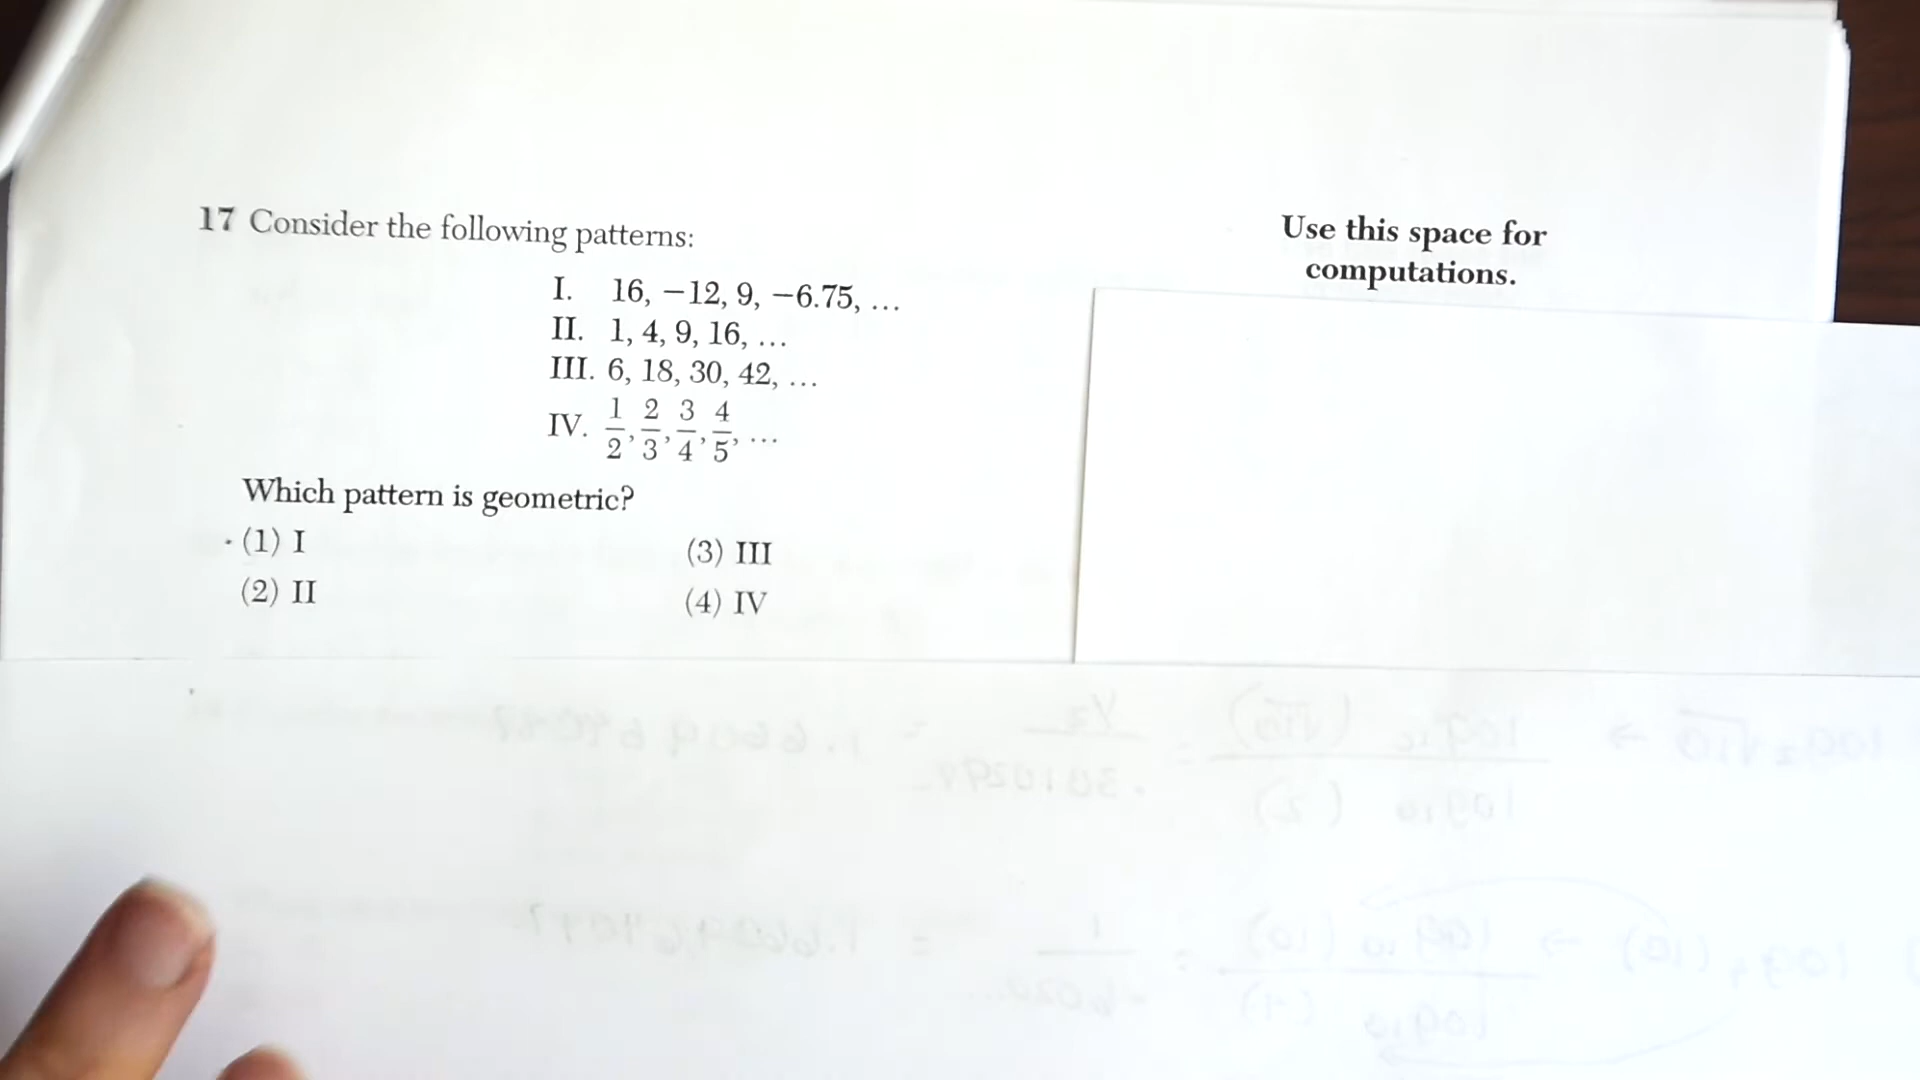 17 Consider the following patterns:
Use this space for
computations.
I. 16, −12, 9, −6.75, …
II. 1, 4, 9, 16, …
III. 6, 18, 30, 42, …
IV. 1/2, 2/3, 3/4, 4/5, …
Which pattern is geometric?
(1) I
(3) III
(2) II
(4) IV